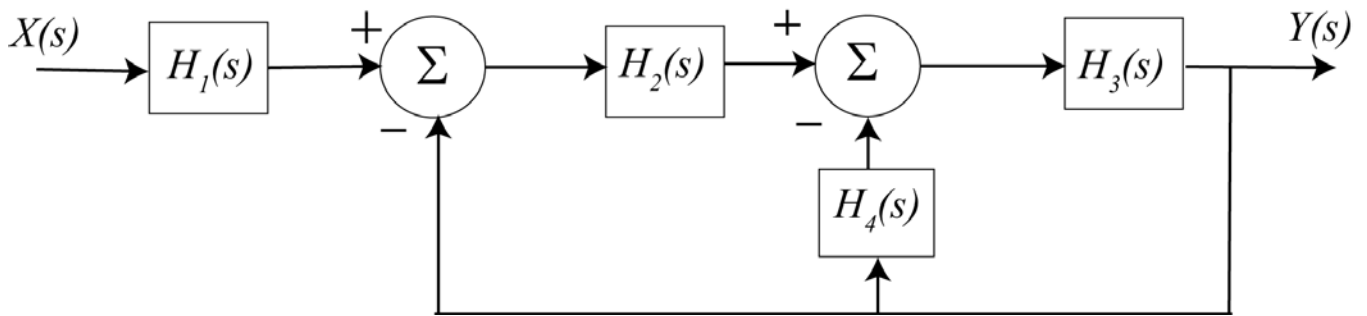 X(s) H₁(s) + Σ H₂(s) + Σ H₃(s) Y(s)
− −
H₄(s)